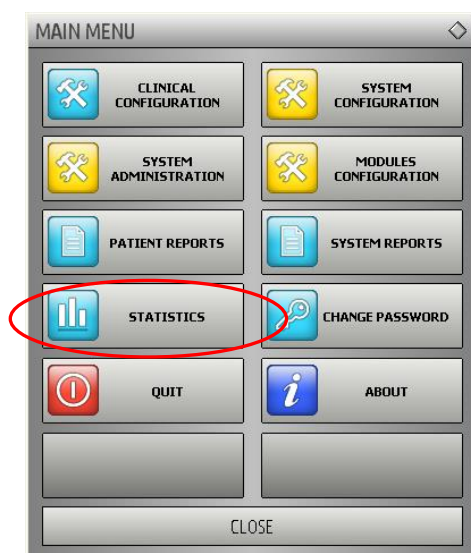 MAIN MENU
CLINICAL
CONFIGURATION
SYSTEM
CONFIGURATION
SYSTEM
ADMINISTRATION
MODULES
CONFIGURATION
PATIENT REPORTS
SYSTEM REPORTS
STATISTICS
CHANGE PASSWORD
QUIT
i
ABOUT
CLOSE